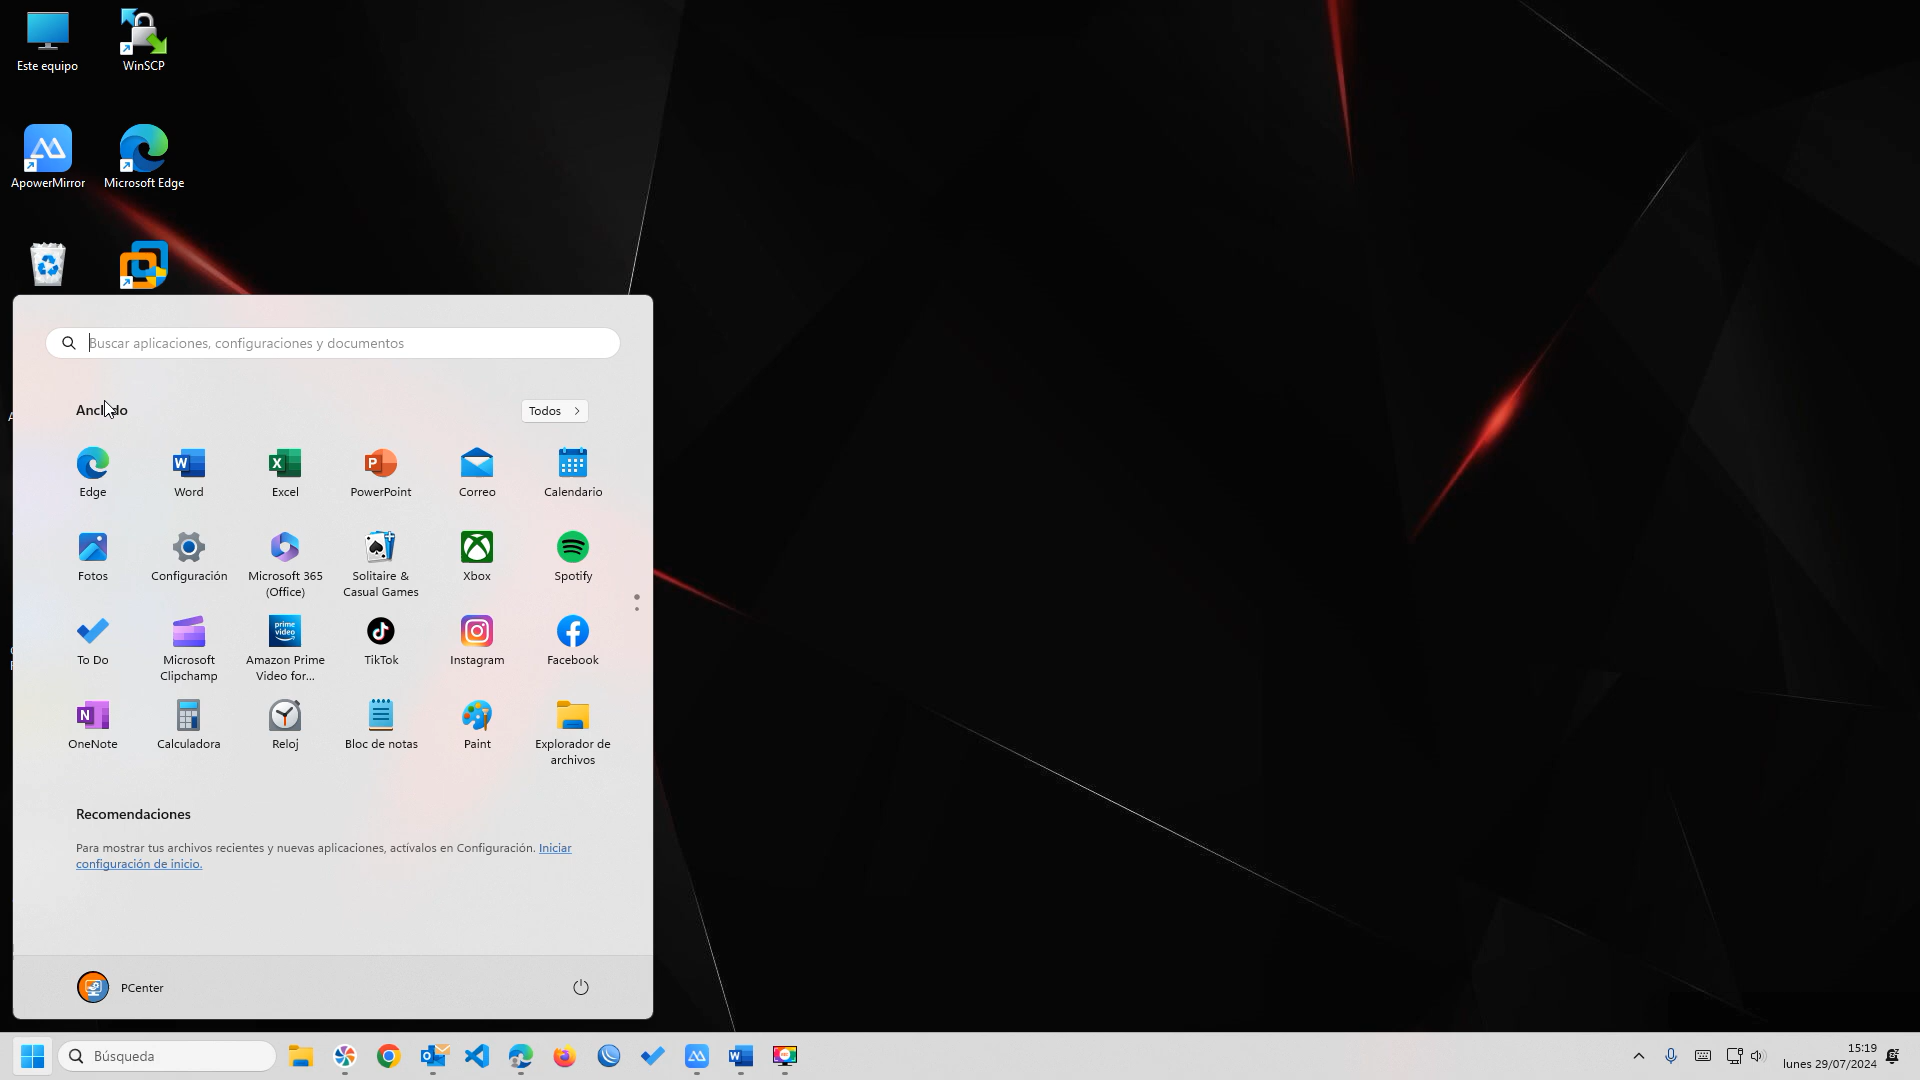 Este equipo
WinSCP
ApowerMirror
Microsoft Edge
Buscar aplicaciones, configuraciones y documentos
Todos
Edge
Word
Excel
PowerPoint
Correo
Calendario
Fotos
Configuración
Microsoft 365
(Office)
Solitaire &
Casual Games
Xbox
Spotify
To Do
Microsoft
Clipchamp
prime
video
Amazon Prime
Video for...
TikTok
Instagram
Facebook
OneNote
Calculadora
Reloj
Bloc de notas
Paint
Explorador de
archivos
Recomendaciones
Para mostrar tus archivos recientes y nuevas aplicaciones, actívalos en Configuración. Iniciar
configuración de inicio.
PCenter
Búsqueda
15:19
lunes 29/07/2024